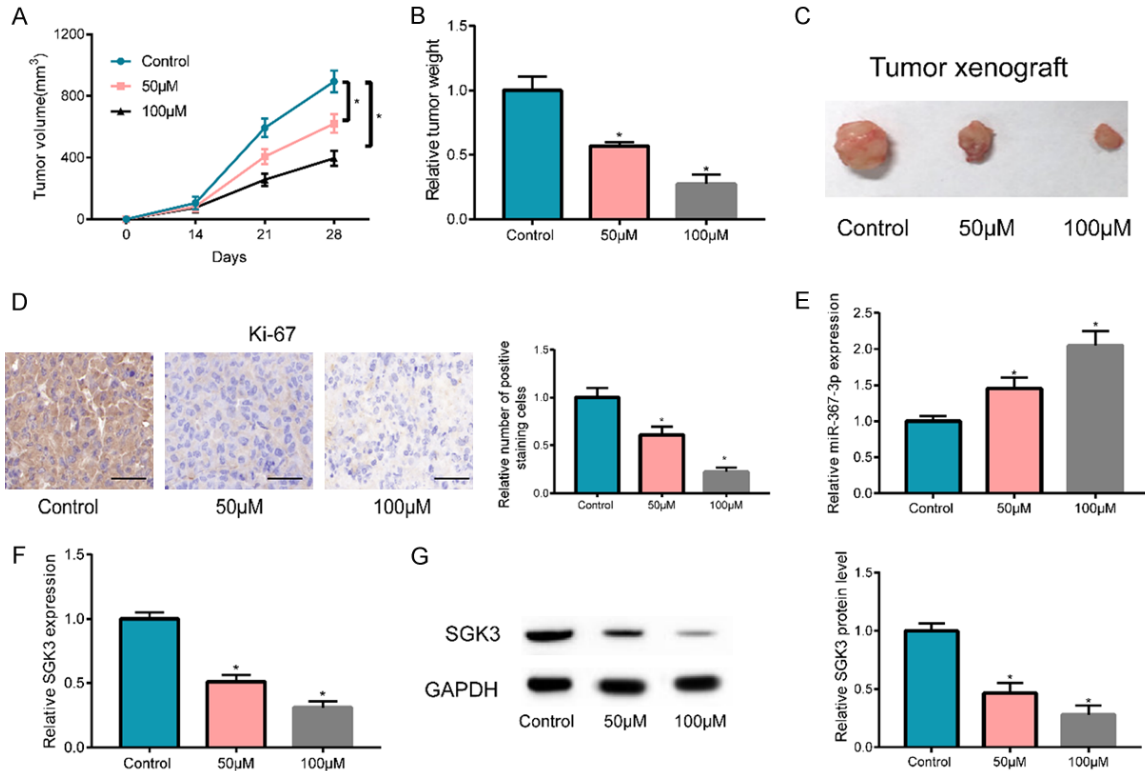 A
Tumor volume(mm³)
1200
800
400
0
Control
50μM
100μM
*
*
0 14 21 28
Days
B
Relative tumor weight
1.5
1.0
0.5
0.0
*
*
Control 50μM 100μM
C
Tumor xenograft
Control 50μM 100μM
D
Ki-67
Control 50μM 100μM
Relative number of positive
staining celss
1.5
1.0
0.5
0.0
*
*
Control 50μM 100μM
E
Relative miR-367-3p expression
2.5
2.0
1.5
1.0
0.5
0.0
*
*
Control 50μM 100μM
F
Relative SGK3 expression
1.5
1.0
0.5
0.0
*
*
Control 50μM 100μM
G
SGK3
GAPDH
Control 50μM 100μM
Relative SGK3 protein level
1.5
1.0
0.5
0.0
*
*
Control 50μM 100μM